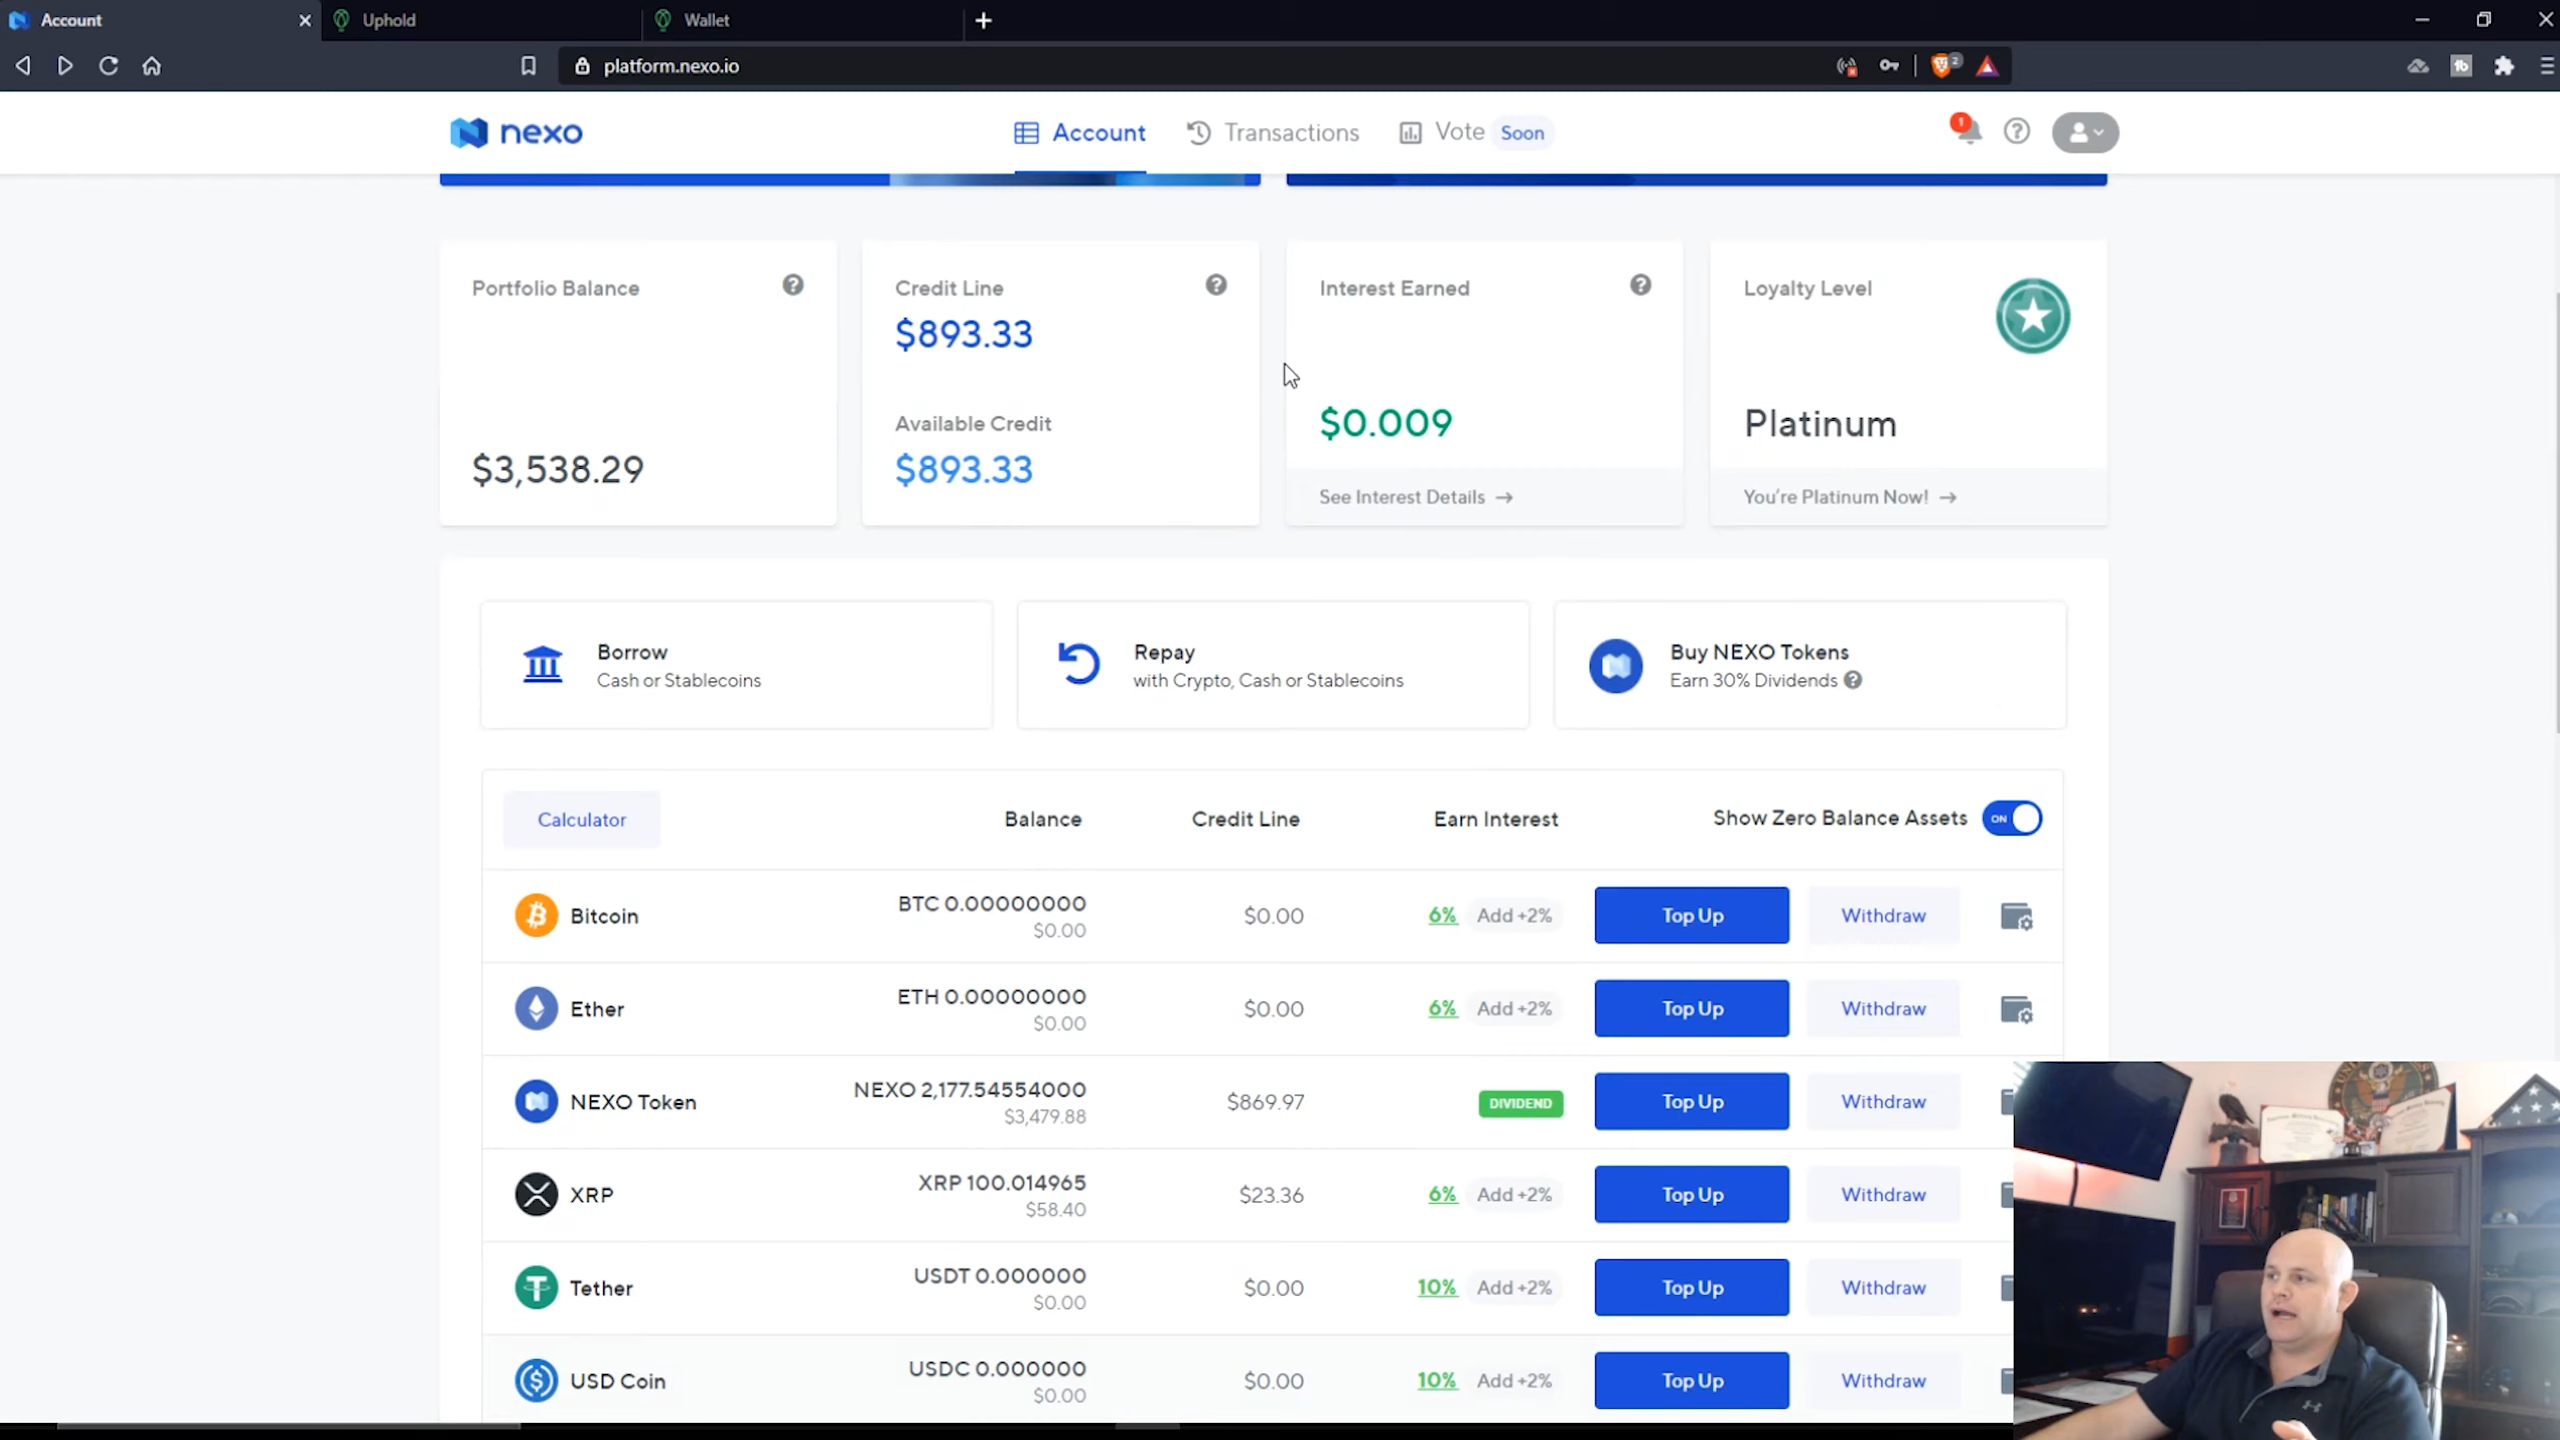 Account
Uphold
Wallet
platform.nexo.io
2
nexo
Account
Transactions
Vote Soon
1
Portfolio Balance
$3,538.29
Credit Line
$893.33
Available Credit
$893.33
Interest Earned
$0.009
See Interest Details →
Loyalty Level
Platinum
You're Platinum Now! →
Borrow
Cash or Stablecoins
Repay
with Crypto, Cash or Stablecoins
Buy NEXO Tokens
Earn 30% Dividends
Calculator Balance Credit Line Earn Interest Show Zero Balance Assets ON
Bitcoin BTC 0.00000000 $0.00 6% Add +2% Top Up Withdraw
$0.00
Ether ETH 0.00000000 $0.00 6% Add +2% Top Up Withdraw
$0.00
NEXO Token NEXO 2,177.54554000 $869.97 DIVIDEND Top Up Withdraw
$3,479.88
XRP XRP 100.014965 $23.36 6% Add +2% Top Up Withdraw
$58.40
Tether USDT 0.000000 $0.00 10% Add +2% Top Up Withdraw
$0.00
USD Coin USDC 0.000000 $0.00 10% Add +2% Top Up Withdraw
$0.00